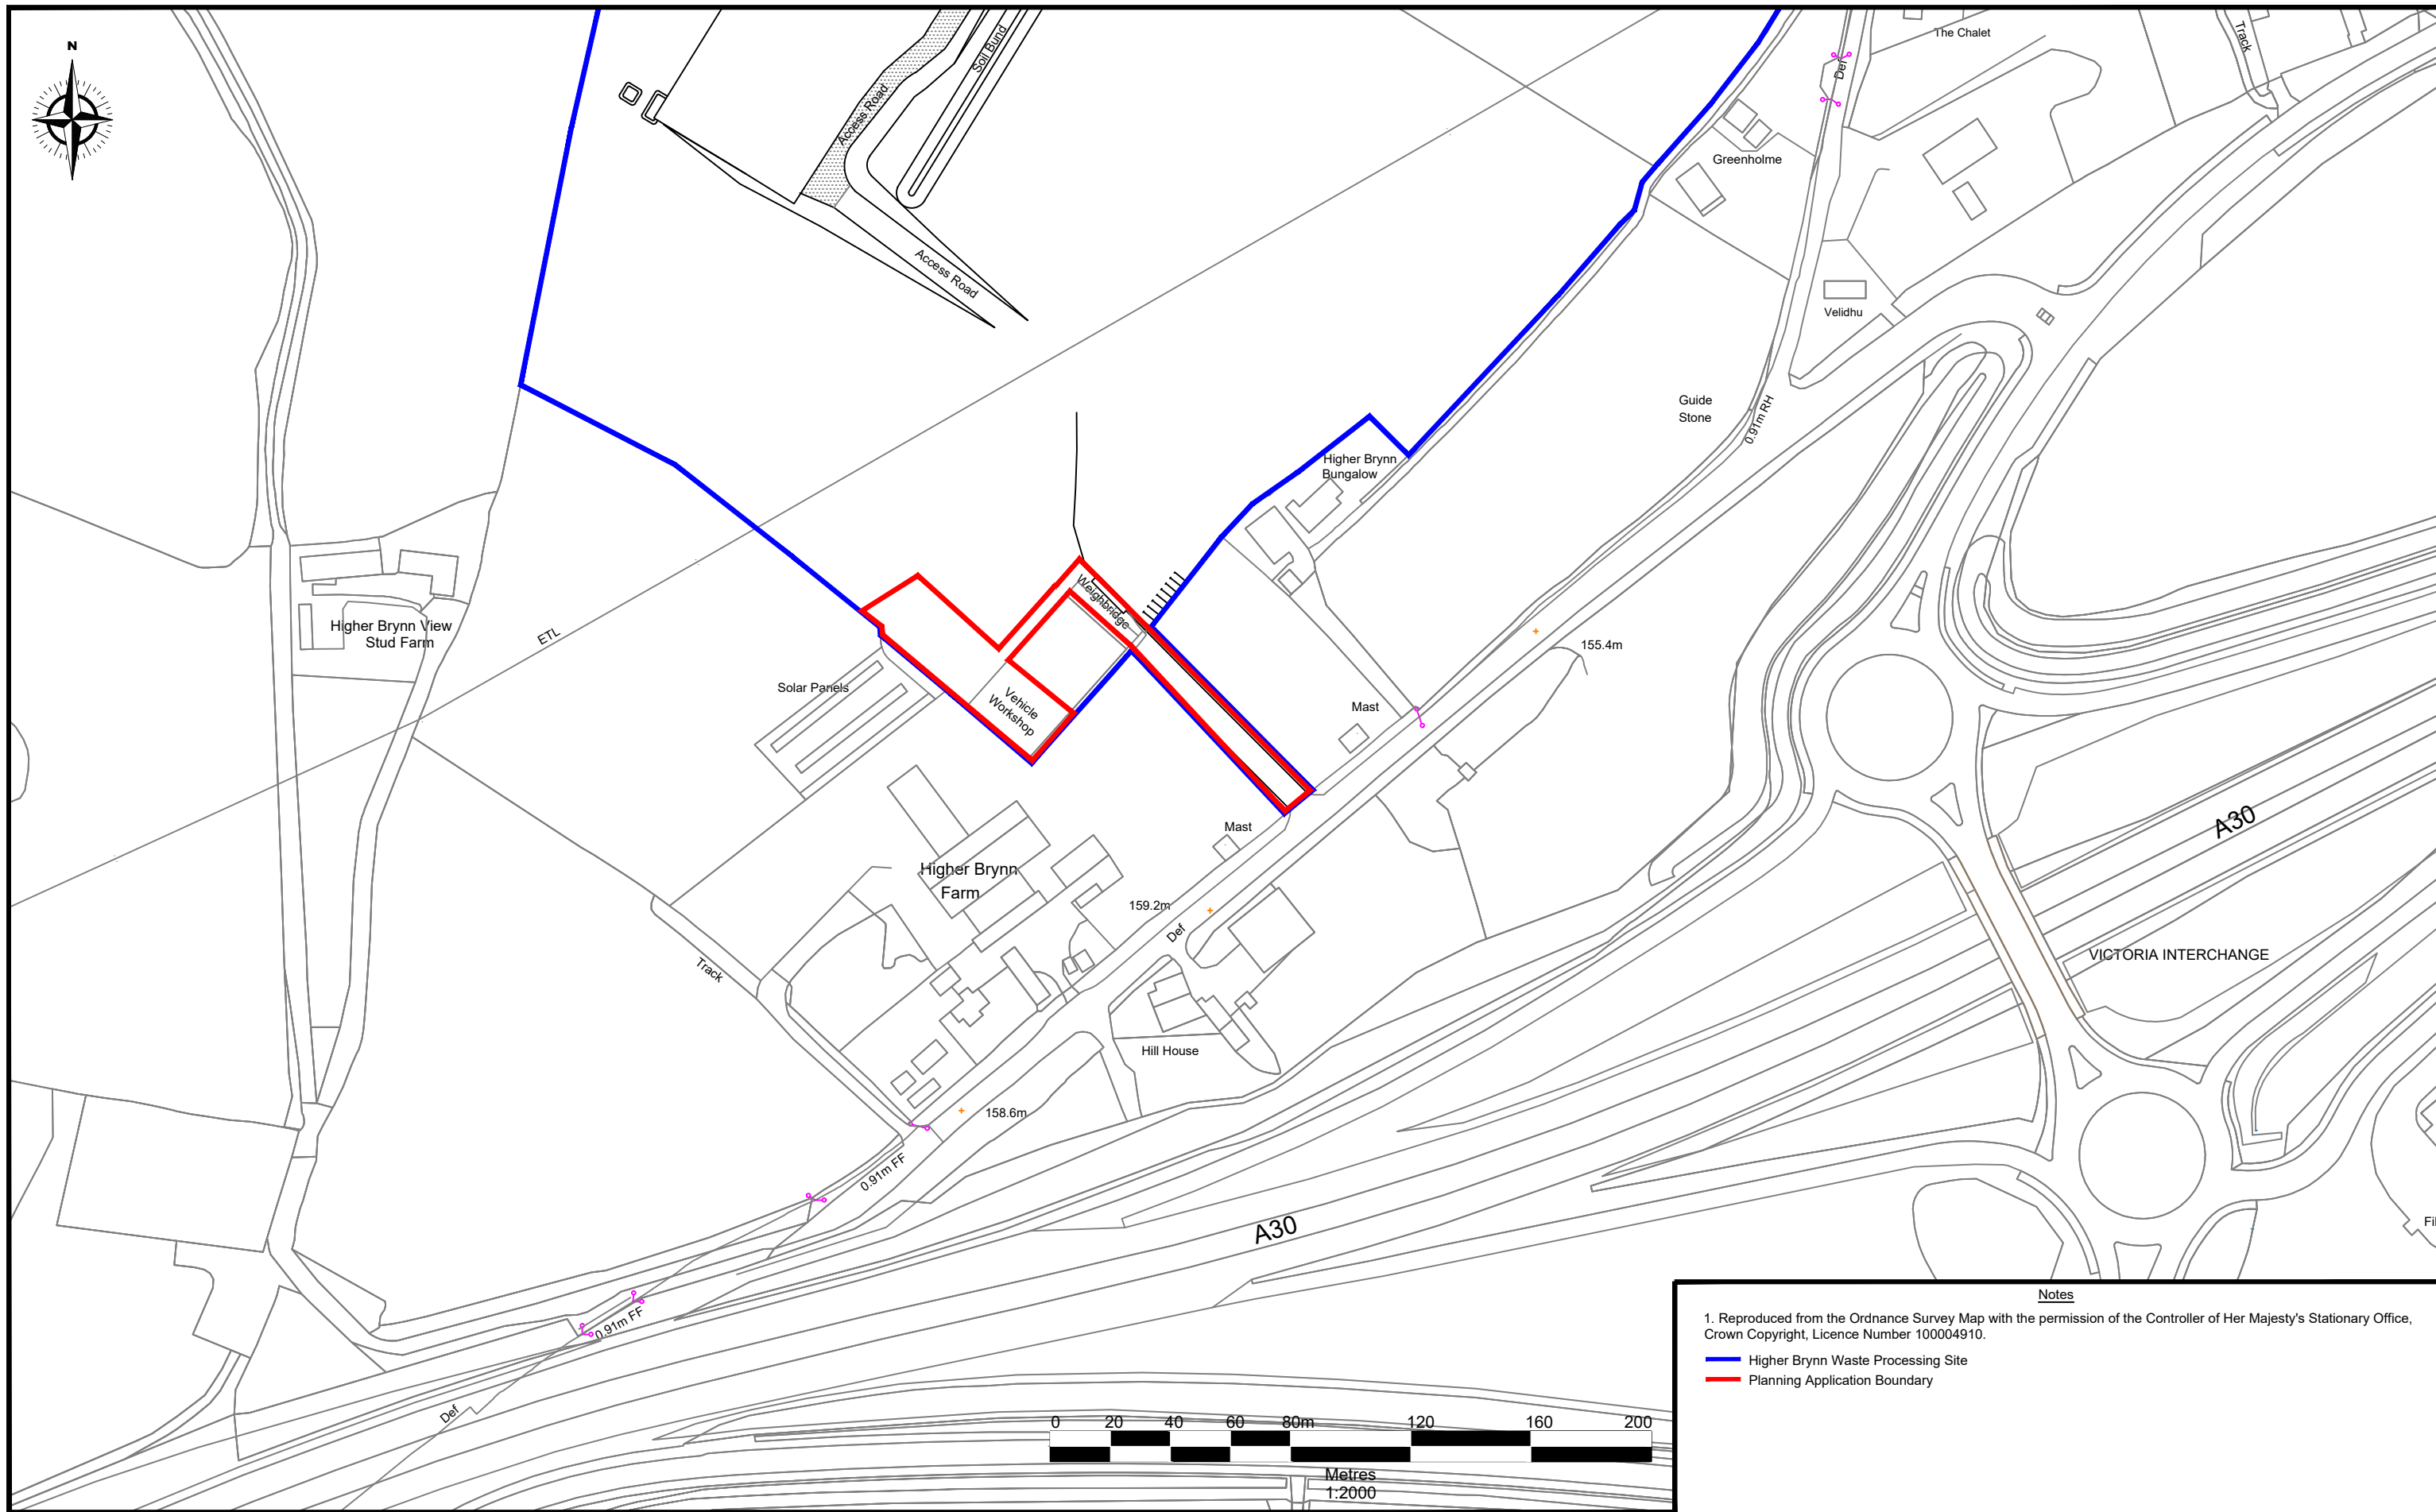 N
Soil Bund
Access Road
Access Road
The Chalet
Track
Def
Greenholme
Velidhu
Guide
Stone
0.91m RH
Higher Brynn
Bungalow
Higher Brynn View
Stud Farm
ETL
Weighbridge
Solar Panels
Vehicle
Workshop
155.4m
Mast
Mast
A30
Higher Brynn
Farm
159.2m
Def
VICTORIA INTERCHANGE
Track
Hill House
158.6m
0.91m FF
A30
0.91m FF
Def
0 20 40 60 80m 120 160 200
Metres
1:2000
Notes
1. Reproduced from the Ordnance Survey Map with the permission of the Controller of Her Majesty's Stationary Office,
Crown Copyright, Licence Number 100004910.
Higher Brynn Waste Processing Site
Planning Application Boundary